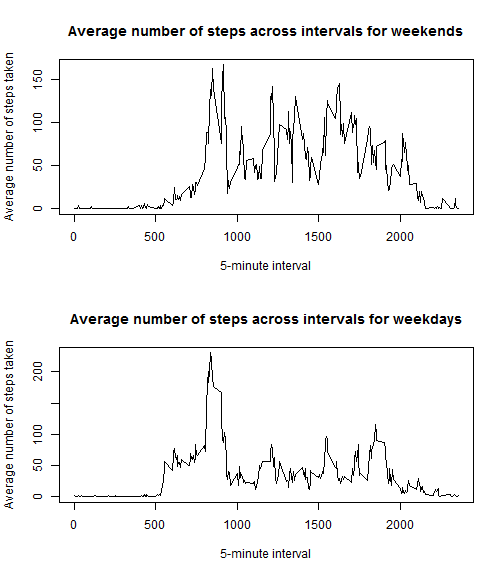 Average number of steps across intervals for weekends
Average number of steps taken
150
100
50
0
0 500 1000 1500 2000
5-minute interval
Average number of steps across intervals for weekdays
Average number of steps taken
200
100
50
0
0 500 1000 1500 2000
5-minute interval